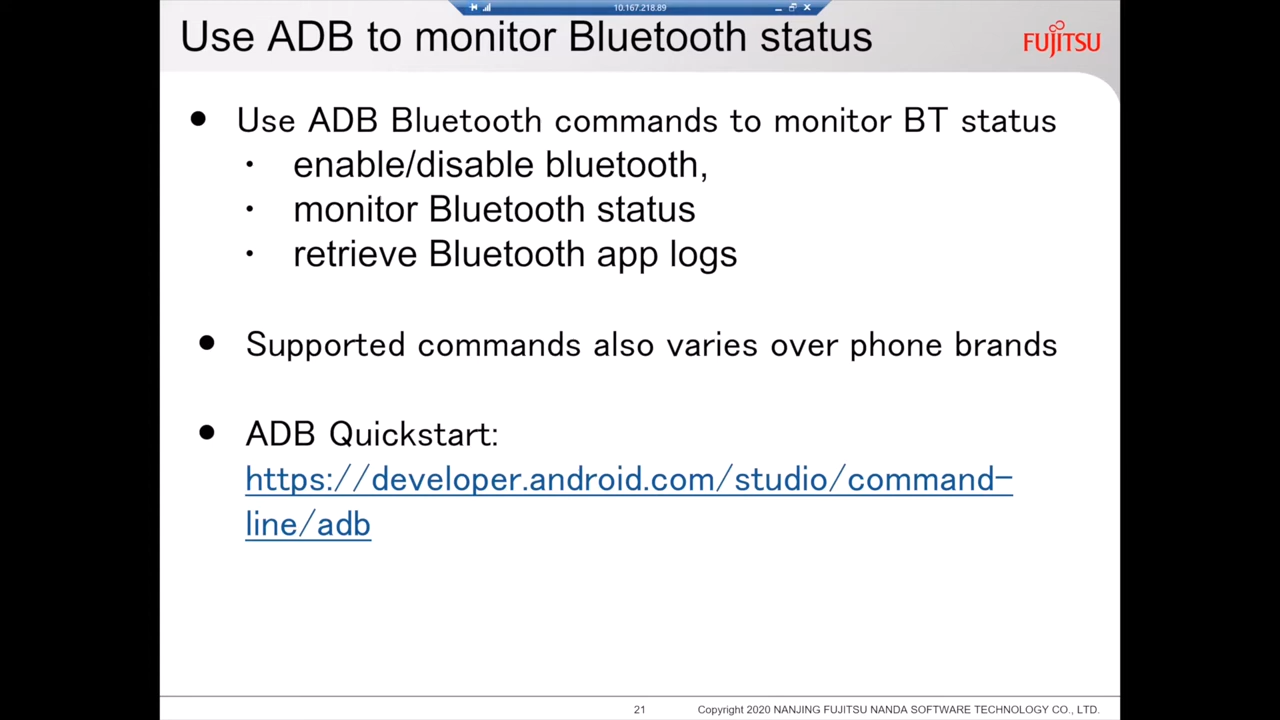 10.167.218.89
Use ADB to monitor Bluetooth status
FUJITSU
● Use ADB Bluetooth commands to monitor BT status
• enable/disable bluetooth,
• monitor Bluetooth status
• retrieve Bluetooth app logs
● Supported commands also varies over phone brands
● ADB Quickstart:
https://developer.android.com/studio/command-
line/adb
21
Copyright 2020 NANJING FUJITSU NANDA SOFTWARE TECHNOLOGY CO., LTD.